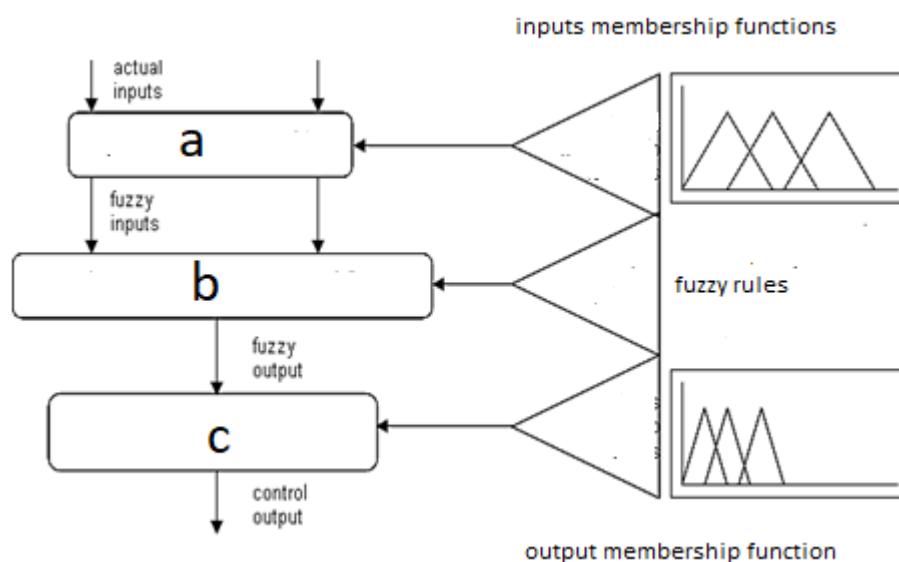 inputs membership functions
actual
inputs
a
fuzzy
inputs
b
fuzzy rules
fuzzy
output
c
control
output
output membership function